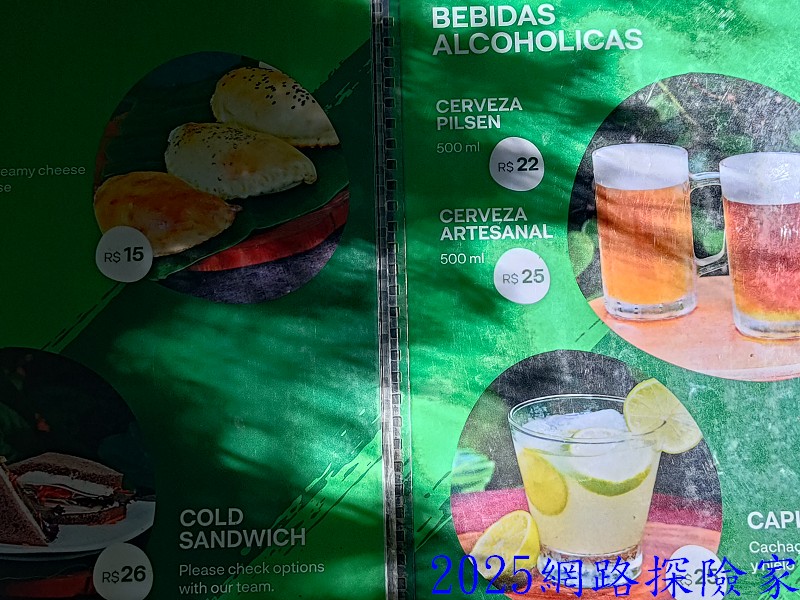 eamy cheese
se
R$ 15
COLD
SANDWICH
Please check options
with our team.
R$26
BEBIDAS
ALCOHOLICAS
CERVEZA
PILSEN
500 ml
R$ 22
CERVEZA
ARTESANAL
500 ml
R$ 25
CAPI
Cachaç
2025網路探險家